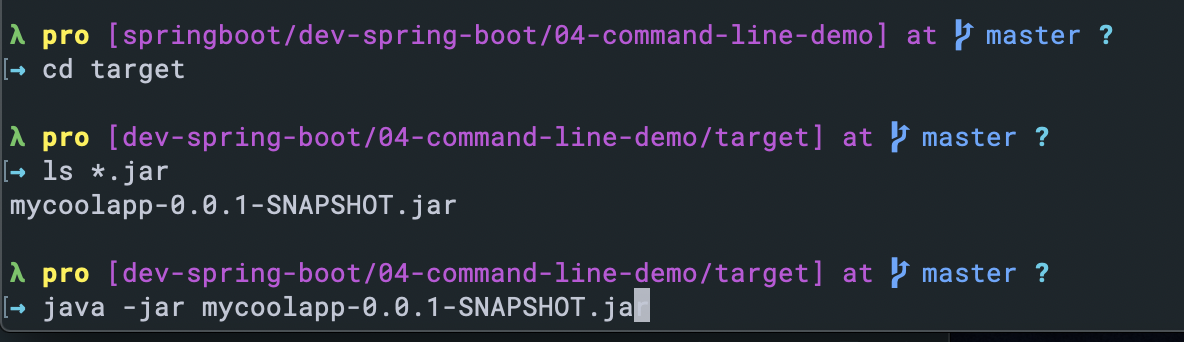 λ pro [springboot/dev-spring-boot/04-command-line-demo] at master ?
[→ cd target
λ pro [dev-spring-boot/04-command-line-demo/target] at master ?
[→ ls *.jar
mycoolapp-0.0.1-SNAPSHOT.jar
λ pro [dev-spring-boot/04-command-line-demo/target] at master ?
[→ java -jar mycoolapp-0.0.1-SNAPSHOT.jar